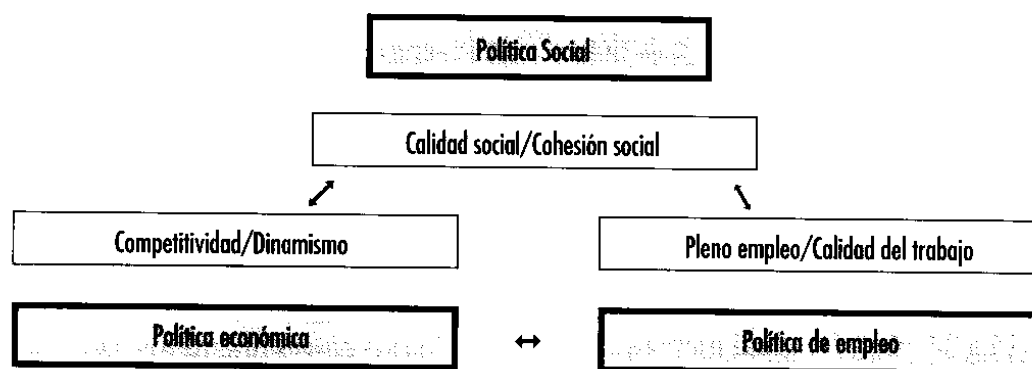 Política Social
Calidad social/Cohesión social
Competitividad/Dinamismo
Pleno empleo/Calidad del trabajo
Política económica
Política de empleo